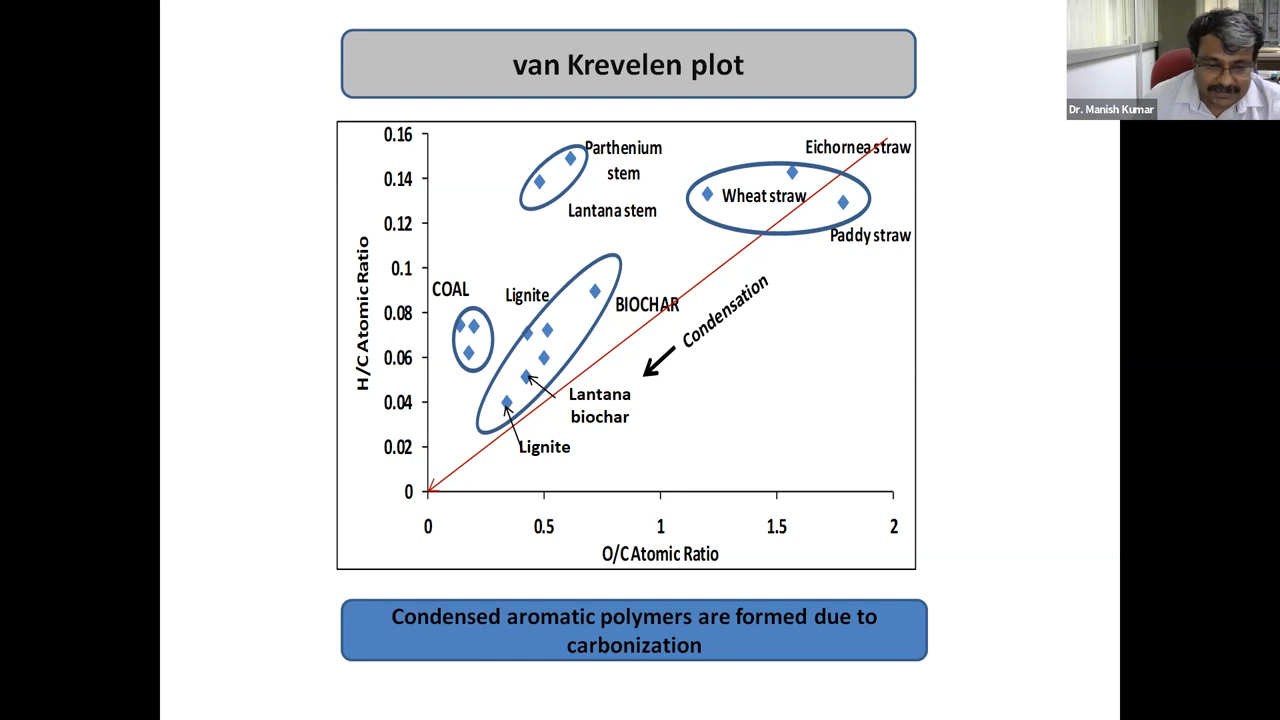 van Krevelen plot
Dr. Manish Kumar
0.16
0.14
0.12
0.1
0.08
0.06
0.04
0.02
0
H/C Atomic Ratio
Parthenium
stem
Lantana stem
Eichornea straw
Wheat straw
Paddy straw
COAL
Lignite
BIOCHAR
Condensation
Lantana
biochar
Lignite
0 0.5 1 1.5 2
O/C Atomic Ratio
Condensed aromatic polymers are formed due to
carbonization